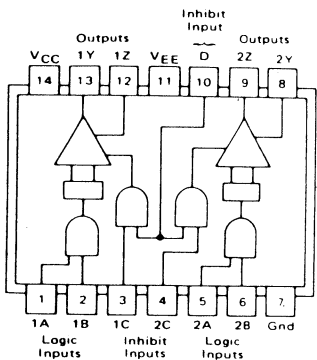 Inhibit
Outputs Input Outputs
VCC 1Y 1Z VEE D 2Z 2Y
14 13 12 11 10 9 8
1 2 3 4 5 6 7
1A 1B 1C 2C 2A 2B Gnd
Logic Inhibit Logic
Inputs Inputs Inputs